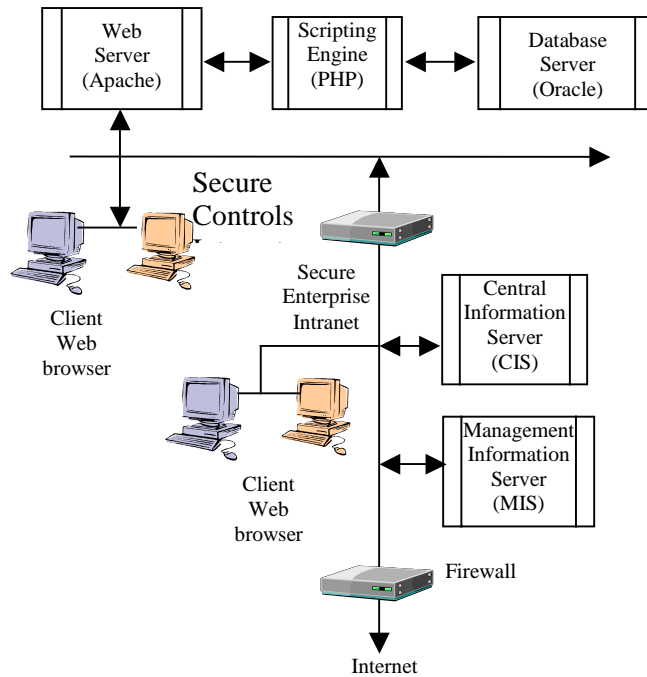 Web
Server
(Apache)
Scripting
Engine
(PHP)
Database
Server
(Oracle)
Secure
Controls
Client
Web
browser
Secure
Enterprise
Intranet
Central
Information
Server
(CIS)
Client
Web
browser
Management
Information
Server
(MIS)
Firewall
Internet